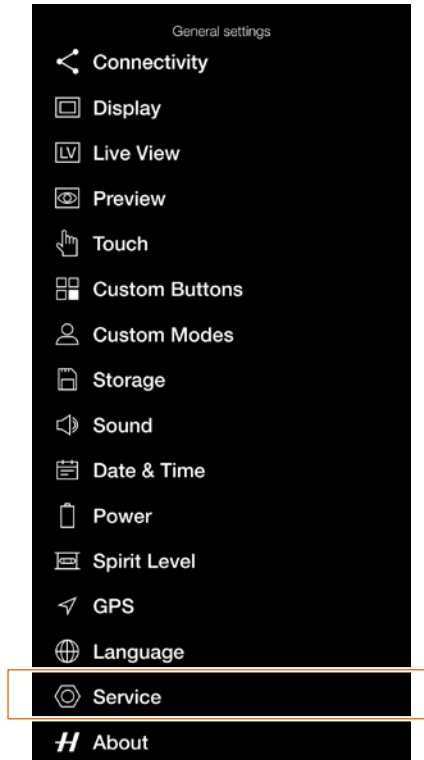 General settings
Connectivity
Display
LV Live View
Preview
Touch
Custom Buttons
Custom Modes
Storage
Sound
Date & Time
Power
Spirit Level
GPS
Language
Service
H About